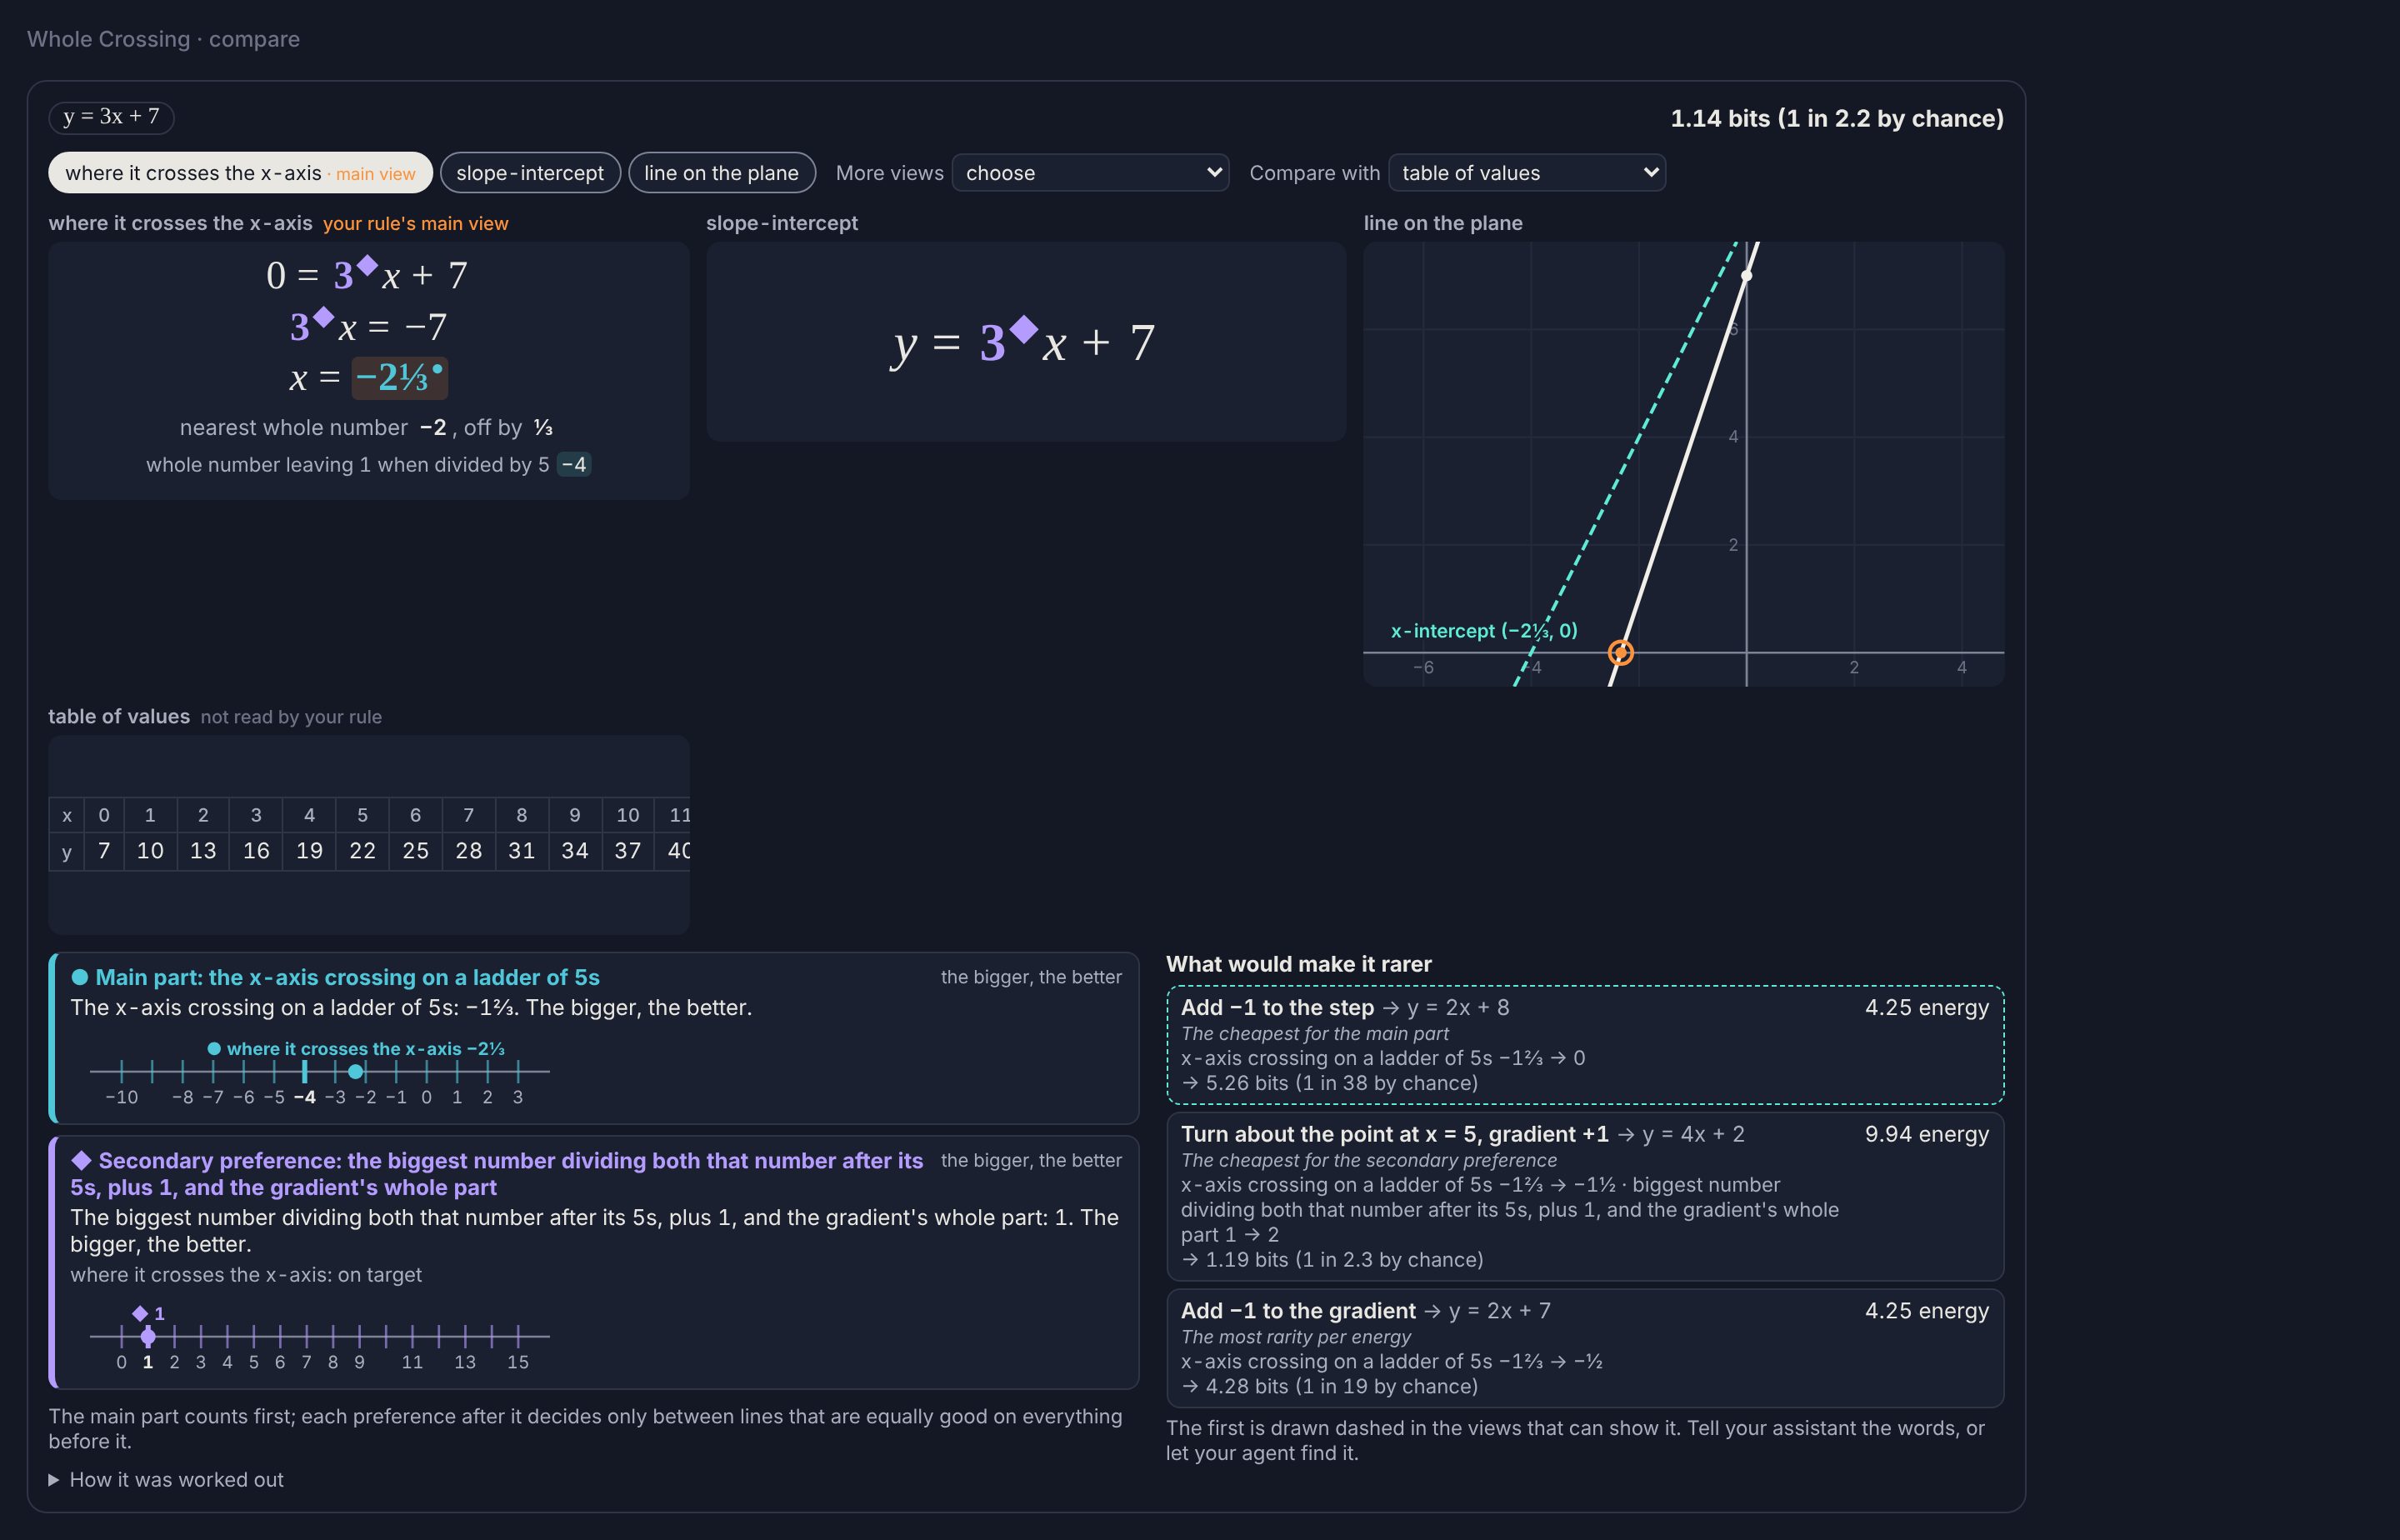 Whole Crossing · compare
y = 3x + 7
1.14 bits (1 in 2.2 by chance)
where it crosses the x-axis · main view
slope-intercept
line on the plane
More views
choose
Compare with
table of values
where it crosses the x-axis your rule's main view
0 = 3◆x + 7
3◆x = −7
x = −2⅓•
nearest whole number −2 , off by ⅓
whole number leaving 1 when divided by 5 −4
slope-intercept
y = 3◆x + 7
line on the plane
6
4
2
x-intercept (−2⅓, 0)
−6 −4 2 4
table of values not read by your rule
x 0 1 2 3 4 5 6 7 8 9 10 11
y 7 10 13 16 19 22 25 28 31 34 37 40
● Main part: the x-axis crossing on a ladder of 5s
the bigger, the better
The x-axis crossing on a ladder of 5s: −1⅔. The bigger, the better.
● where it crosses the x-axis −2⅓
−10 −8 −7 −6 −5 −4 −3 −2 −1 0 1 2 3
◆ Secondary preference: the biggest number dividing both that number after its
5s, plus 1, and the gradient's whole part
the bigger, the better
The biggest number dividing both that number after its 5s, plus 1, and the gradient's whole part: 1. The
bigger, the better.
where it crosses the x-axis: on target
◆ 1
0 1 2 3 4 5 6 7 8 9 11 13 15
The main part counts first; each preference after it decides only between lines that are equally good on everything
before it.
▶ How it was worked out
What would make it rarer
Add −1 to the step → y = 2x + 8
4.25 energy
The cheapest for the main part
x-axis crossing on a ladder of 5s −1⅔ → 0
→ 5.26 bits (1 in 38 by chance)
Turn about the point at x = 5, gradient +1 → y = 4x + 2
9.94 energy
The cheapest for the secondary preference
x-axis crossing on a ladder of 5s −1⅔ → −1½ · biggest number
dividing both that number after its 5s, plus 1, and the gradient's whole
part 1 → 2
→ 1.19 bits (1 in 2.3 by chance)
Add −1 to the gradient → y = 2x + 7
4.25 energy
The most rarity per energy
x-axis crossing on a ladder of 5s −1⅔ → −½
→ 4.28 bits (1 in 19 by chance)
The first is drawn dashed in the views that can show it. Tell your assistant the words, or
let your agent find it.